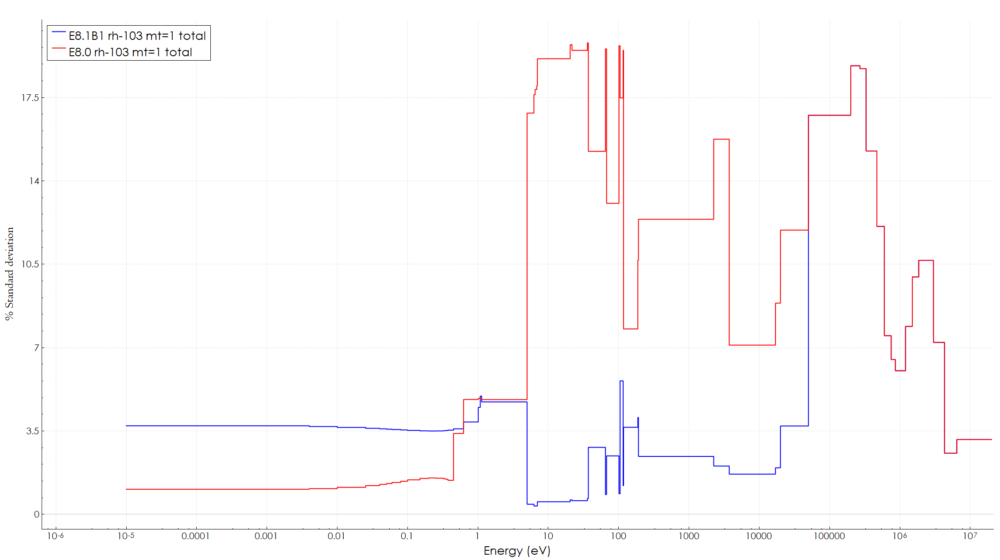 E8.1B1 rh-103 mt=1 total
E8.0 rh-103 mt=1 total
17.5
14
10.5
7
3.5
0
% Standard deviation
10-6 10-5 0.0001 0.001 0.01 0.1 1 10 100 1000 10000 100000 106 107
Energy (eV)